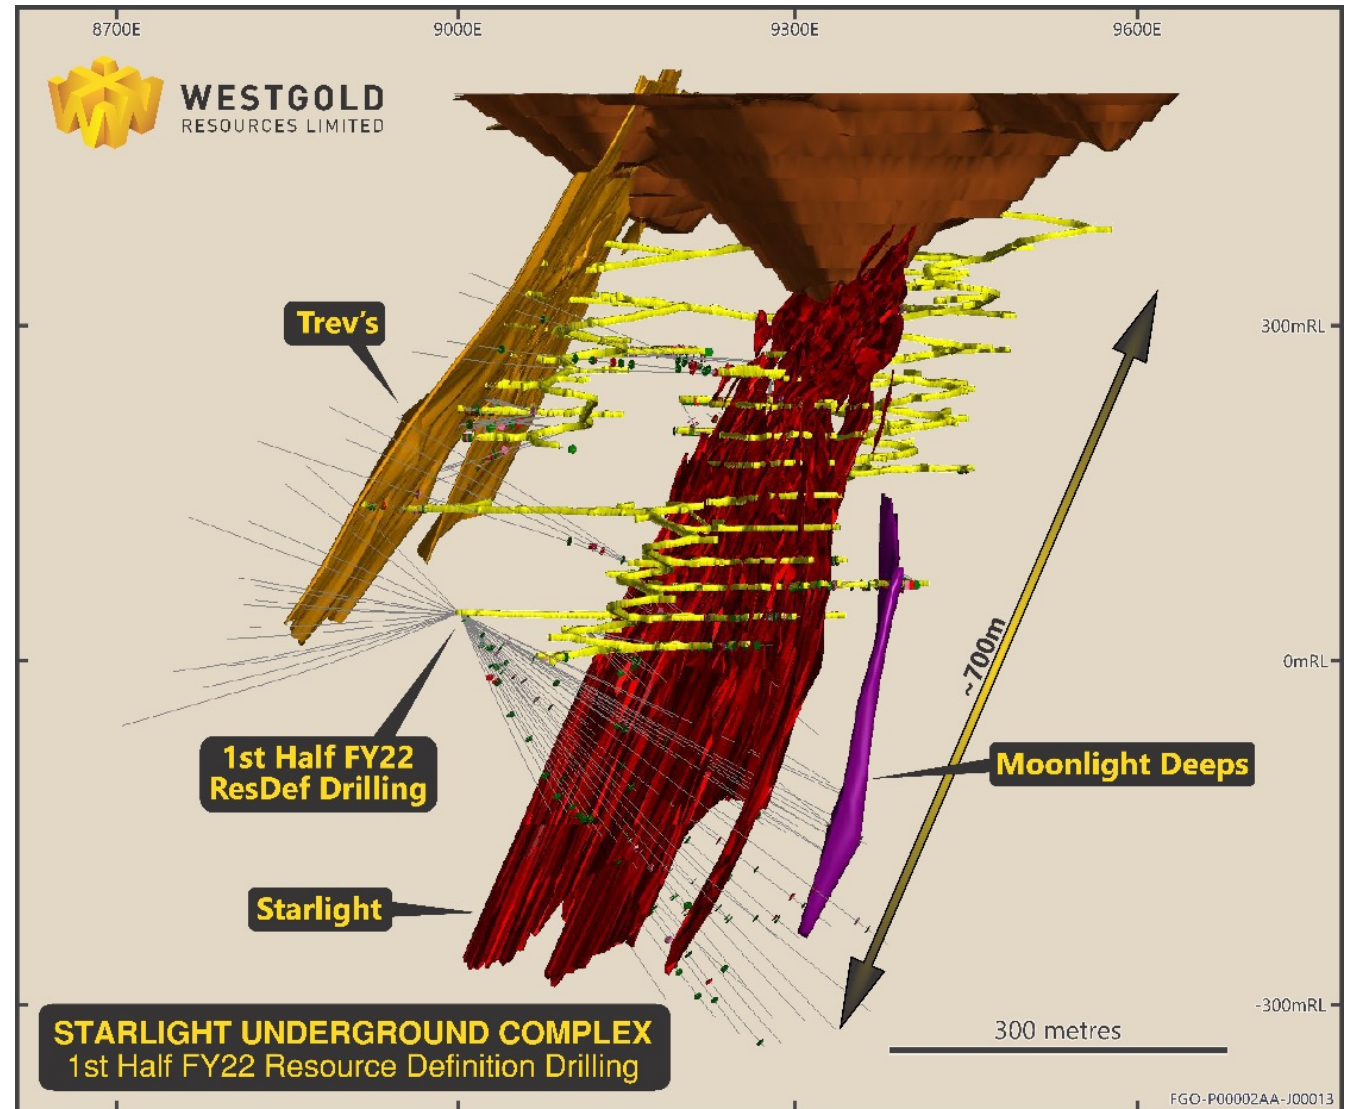 8700E
9000E
9300E
9600E
WESTGOLD
RESOURCES LIMITED
Trev's
300mRL
~700m
0mRL
1st Half FY22
ResDef Drilling
Moonlight Deeps
Starlight
-300mRL
STARLIGHT UNDERGROUND COMPLEX
1st Half FY22 Resource Definition Drilling
300 metres
FGO-P00002AA-J00013